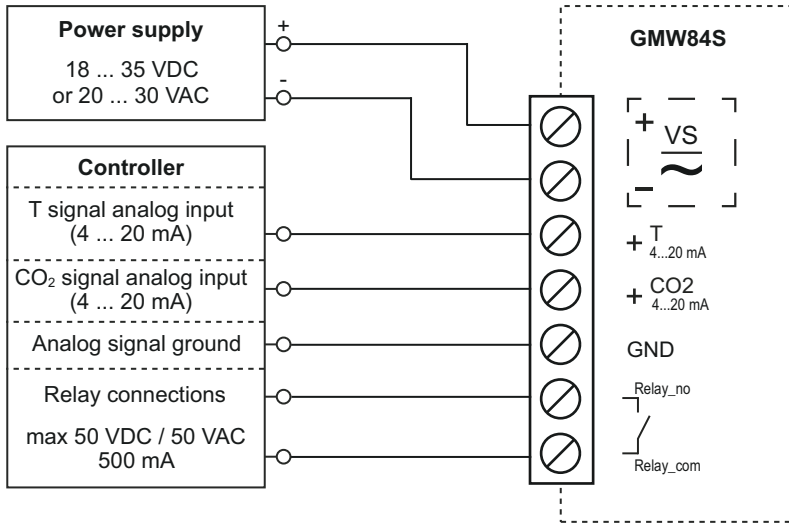 Power supply
18 ... 35 VDC
or 20 ... 30 VAC
+
-
Controller
T signal analog input
(4 ... 20 mA)
CO₂ signal analog input
(4 ... 20 mA)
Analog signal ground
Relay connections
max 50 VDC / 50 VAC
500 mA
GMW84S
+ VS
~
−
+ T
4...20 mA
+ CO2
4...20 mA
GND
Relay_no
Relay_com